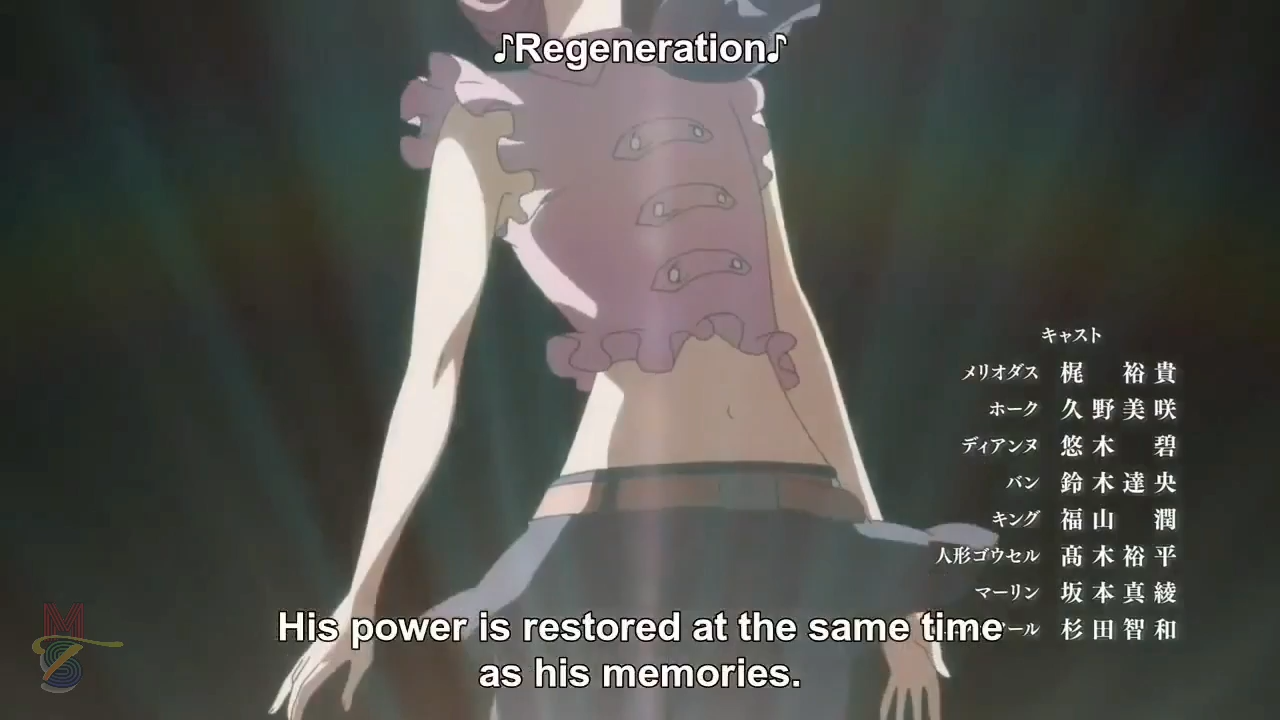 ♪Regeneration♪
キャスト
メリオダス 梶 裕貴
ホーク 久野美咲
ディアンヌ 悠木 碧
バン 鈴木達央
キング 福山 潤
人形ゴウセル 髙木裕平
マーリン 坂本真綾
ール 杉田智和
His power is restored at the same time
as his memories.